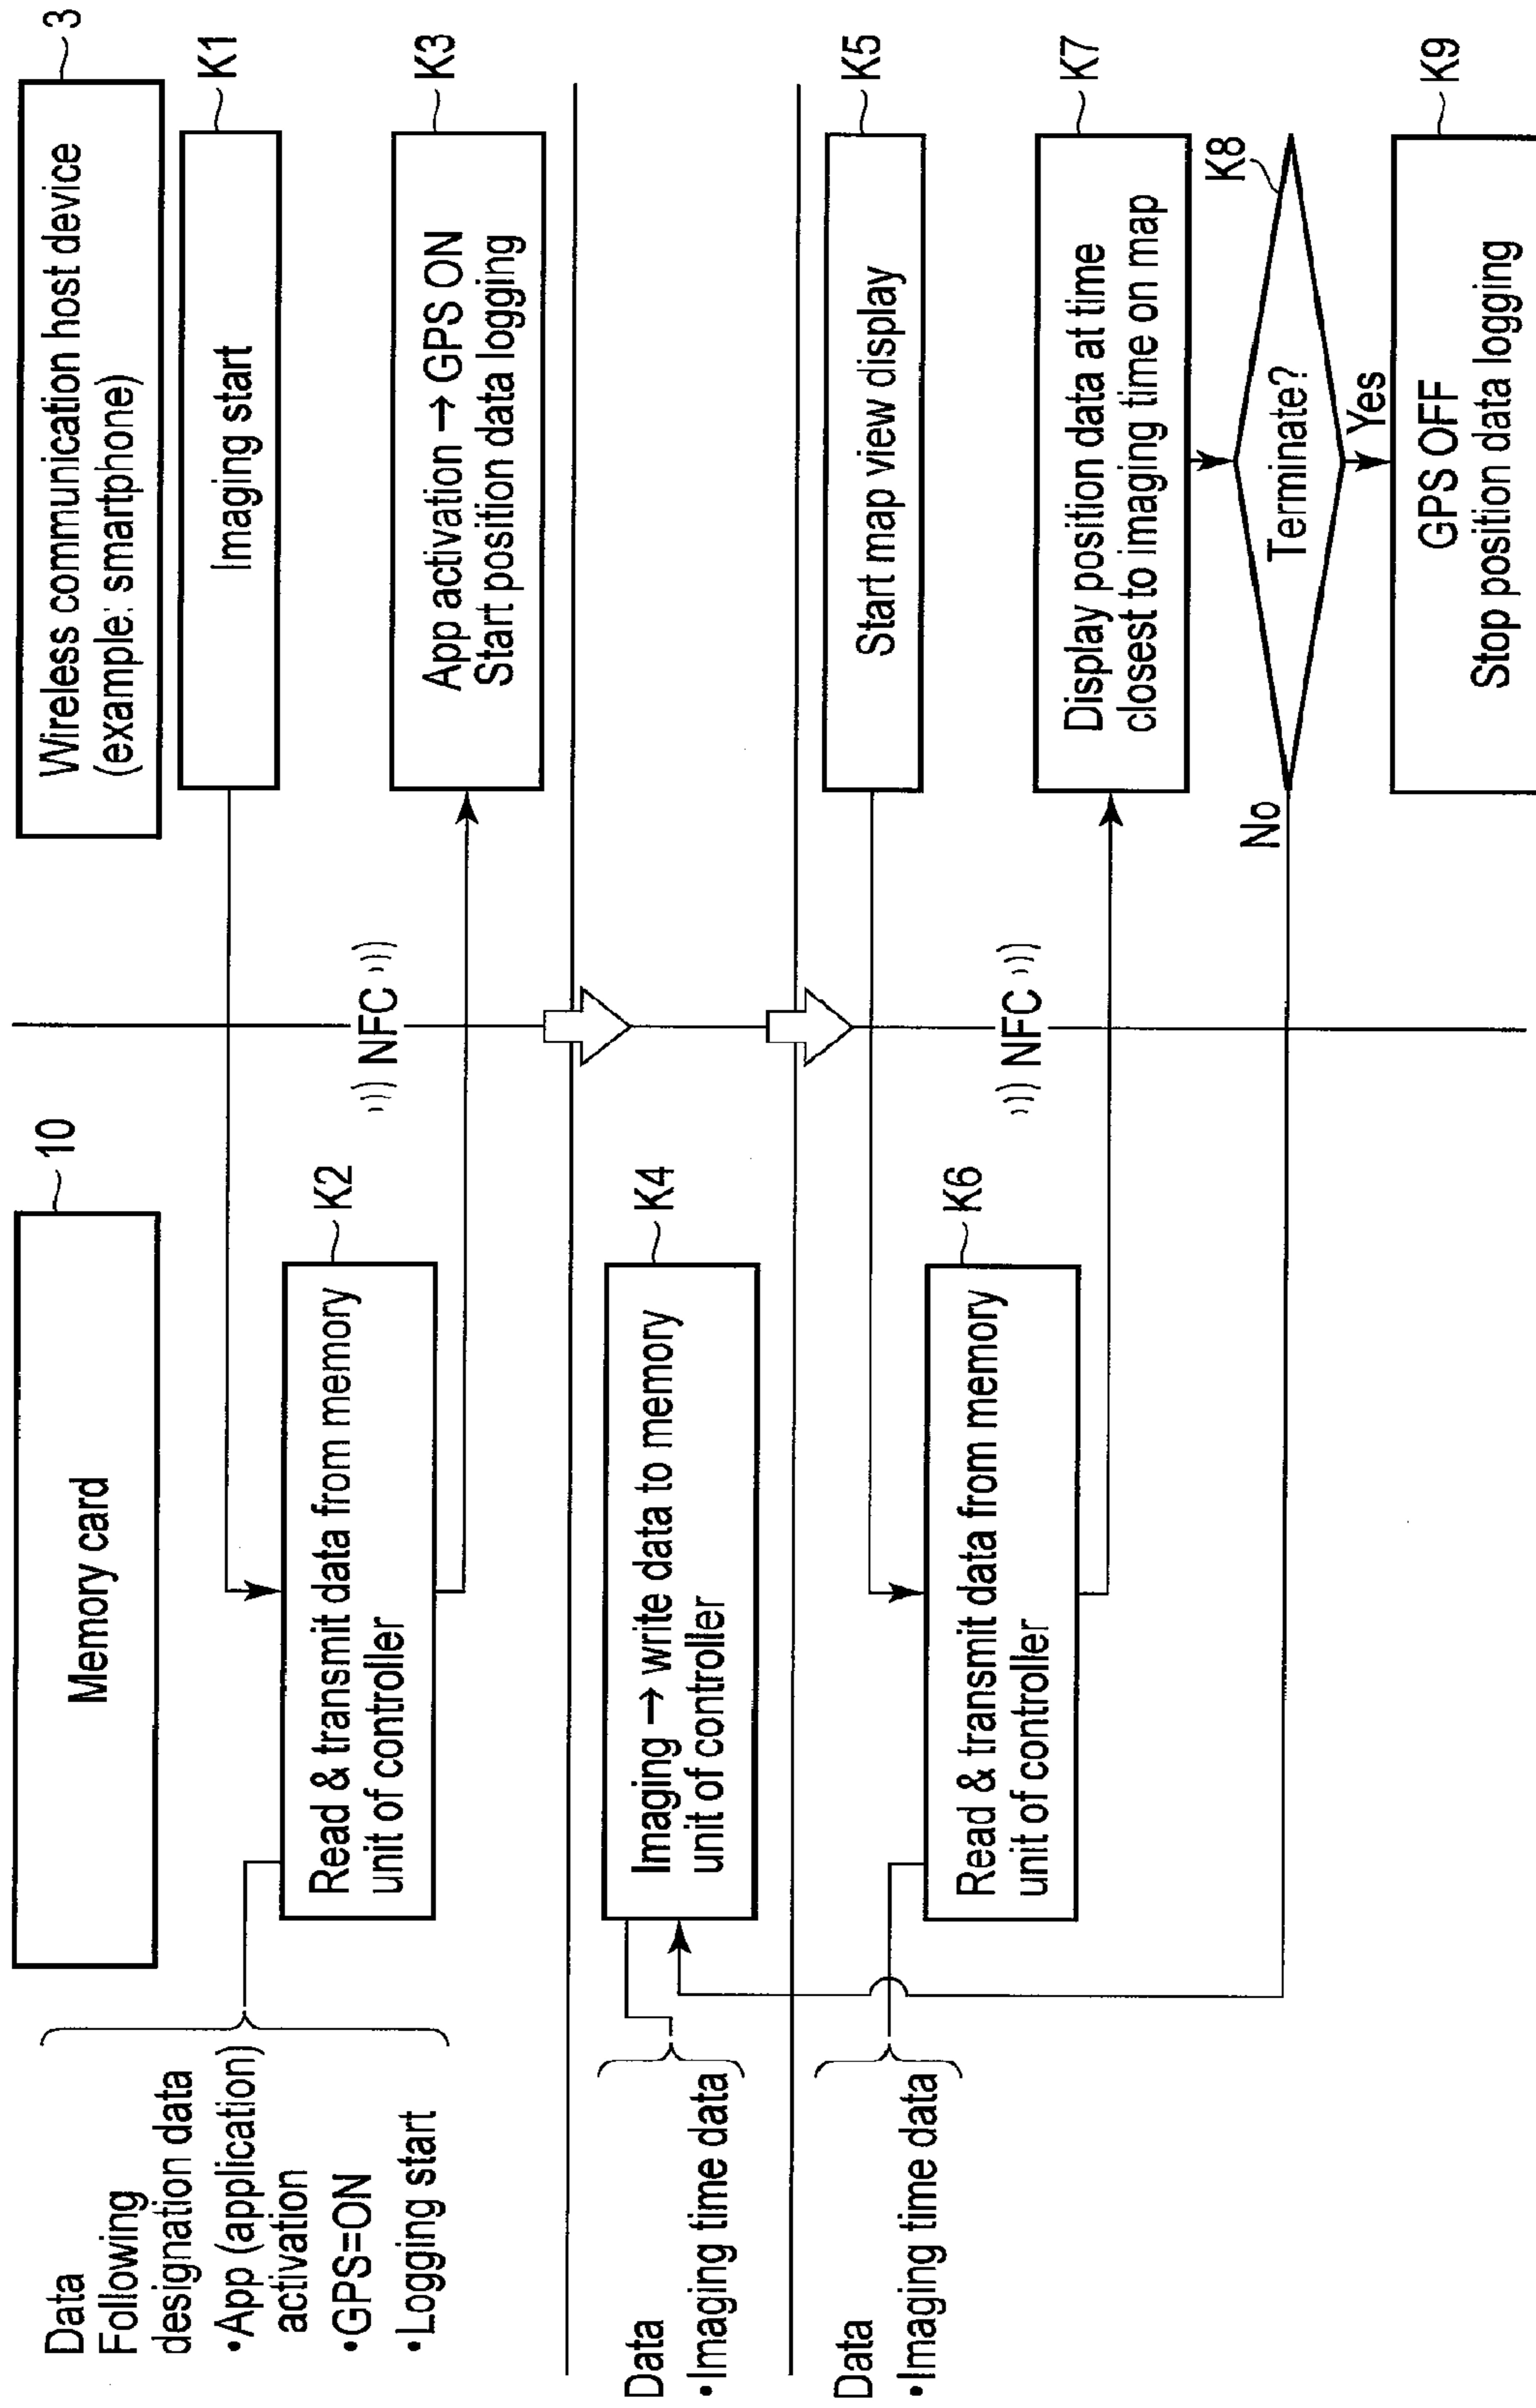 Memory card
10
Wireless communication host device
(example: smartphone)
3
Imaging start
K1
Data
Following
designation data
•App (application)
activation
•GPS=ON
•Logging start
Read & transmit data from memory
unit of controller
K2
NFC
App activation → GPS ON
Start position data logging
K3
Data
•Imaging time data
Imaging → write data to memory
unit of controller
K4
Start map view display
K5
Data
•Imaging time data
Read & transmit data from memory
unit of controller
K6
NFC
Display position data at time
closest to imaging time on map
K7
No
Terminate?
K8
Yes
GPS OFF
Stop position data logging
K9